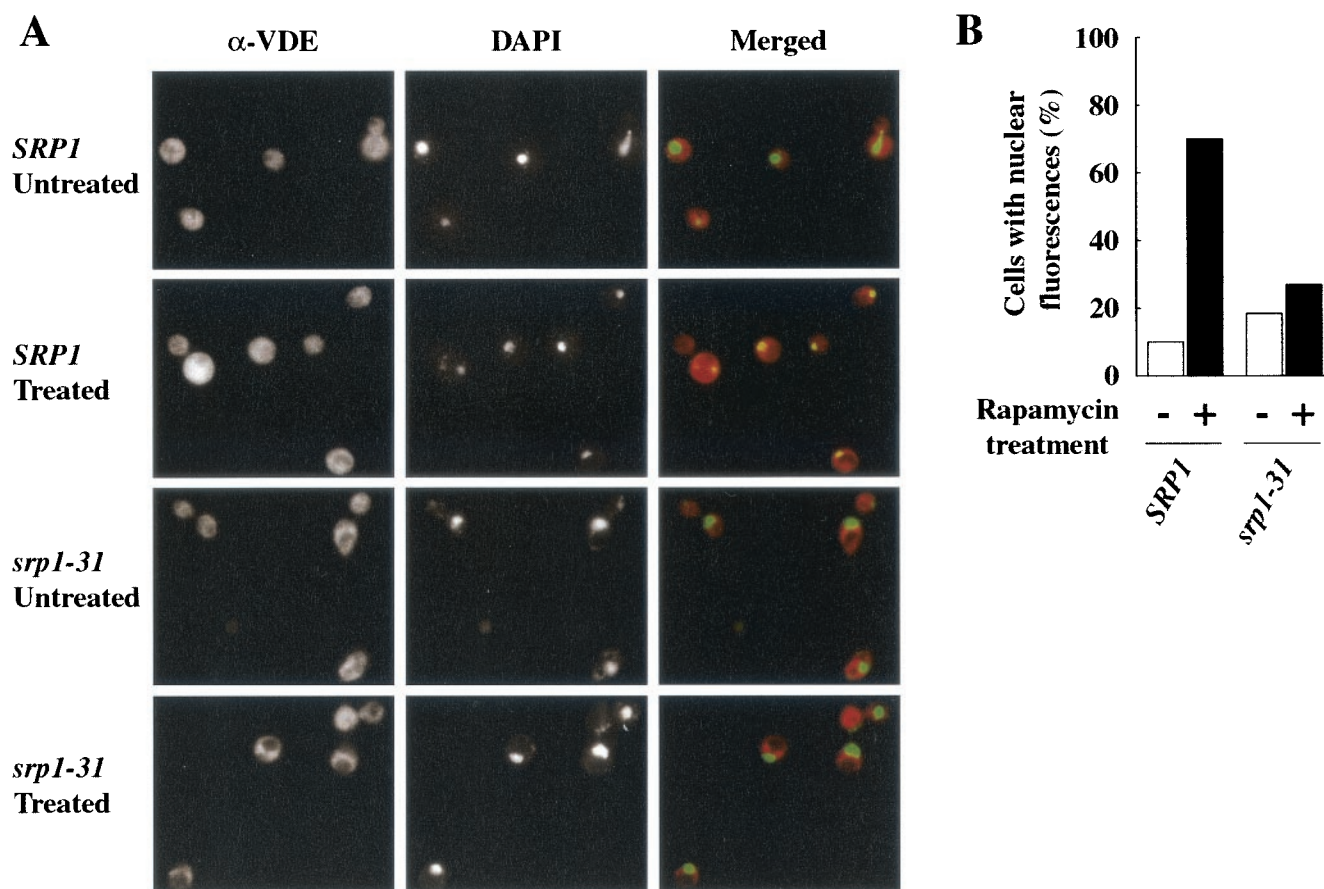 A
α-VDE
DAPI
Merged
SRP1
Untreated
SRP1
Treated
srp1-31
Untreated
srp1-31
Treated
B
Cells with nuclear
fluorescences (%)
100
80
60
40
20
0
Rapamycin
treatment
- + - +
SRP1
srp1-31